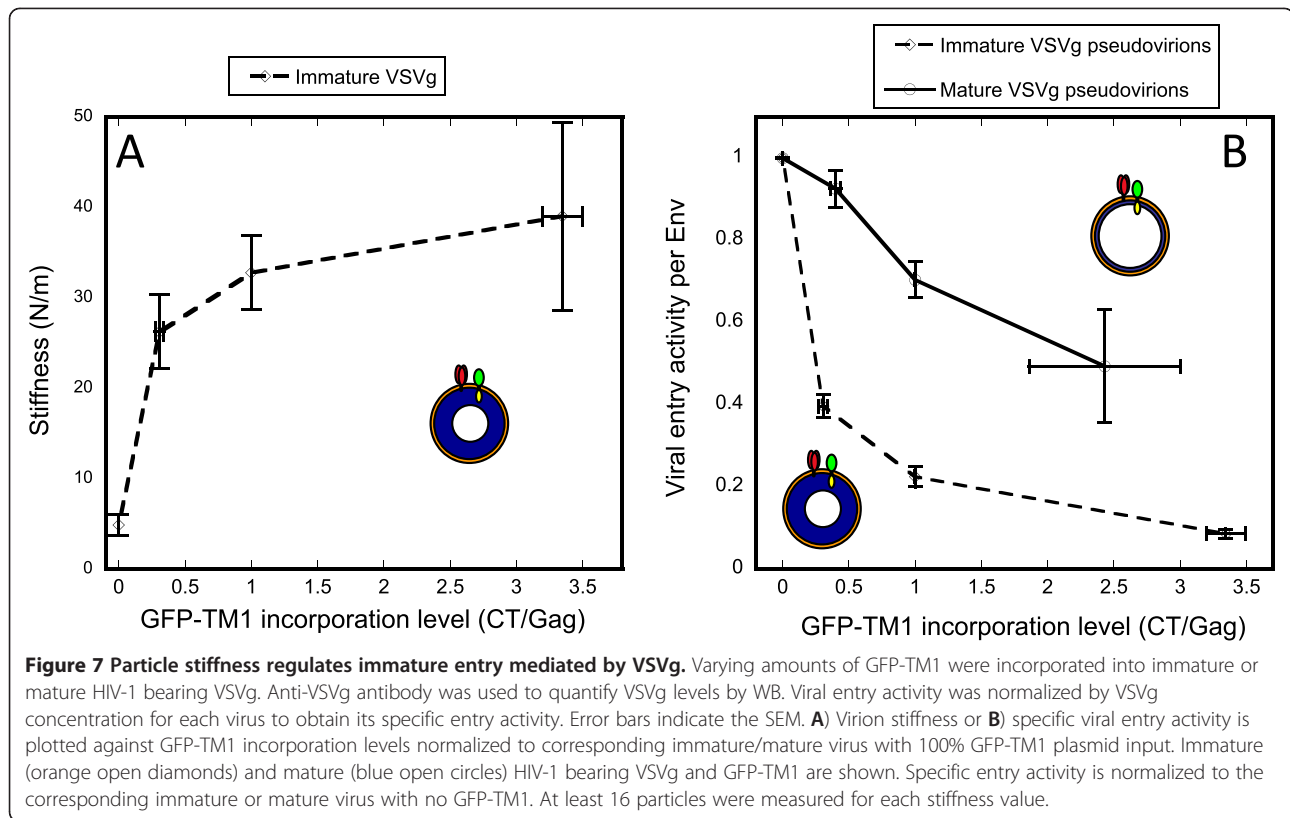 Immature VSVg
A
50
40
30
20
10
0
Stiffness (N/m)
0 0.5 1 1.5 2 2.5 3 3.5
GFP-TM1 incorporation level (CT/Gag)
Immature VSVg pseudovirions
Mature VSVg pseudovirions
B
1
0.8
0.6
0.4
0.2
0
Viral entry activity per Env
0 0.5 1 1.5 2 2.5 3 3.5
GFP-TM1 incorporation level (CT/Gag)
Figure 7 Particle stiffness regulates immature entry mediated by VSVg. Varying amounts of GFP-TM1 were incorporated into immature or
mature HIV-1 bearing VSVg. Anti-VSVg antibody was used to quantify VSVg levels by WB. Viral entry activity was normalized by VSVg
concentration for each virus to obtain its specific entry activity. Error bars indicate the SEM. A) Virion stiffness or B) specific viral entry activity is
plotted against GFP-TM1 incorporation levels normalized to corresponding immature/mature virus with 100% GFP-TM1 plasmid input. Immature
(orange open diamonds) and mature (blue open circles) HIV-1 bearing VSVg and GFP-TM1 are shown. Specific entry activity is normalized to the
corresponding immature or mature virus with no GFP-TM1. At least 16 particles were measured for each stiffness value.